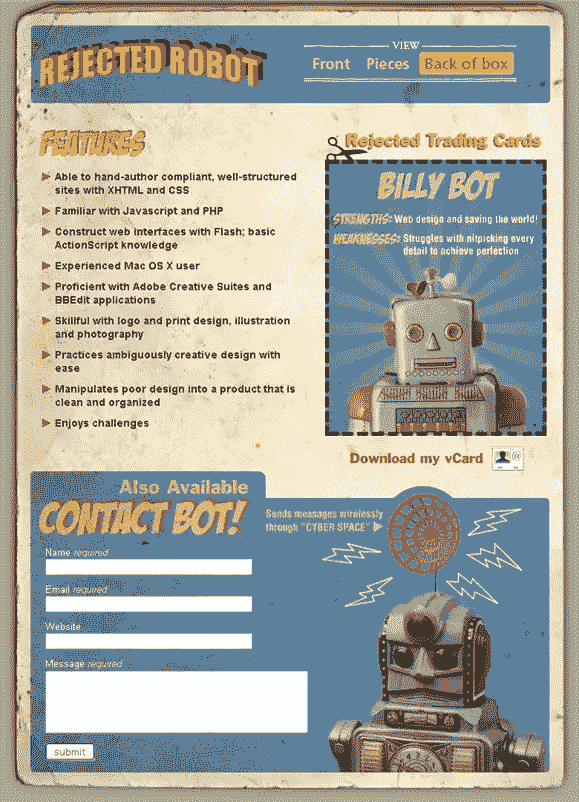 REJECTED ROBOT
VIEW
Front Pieces Back of box
FEATURES
Able to hand-author compliant, well-structured
sites with XHTML and CSS
Familiar with Javascript and PHP
Construct web interfaces with Flash; basic
ActionScript knowledge
Experienced Mac OS X user
Proficient with Adobe Creative Suites and
BBEdit applications
Skillful with logo and print design, illustration
and photography
Practices ambiguously creative design with
ease
Manipulates poor design into a product that is
clean and organized
Enjoys challenges
Rejected Trading Cards
BILLY BOT
STRENGTHS: Web design and saving the world!
WEAKNESSES: Struggles with nitpicking every
detail to achieve perfection
Download my vCard
@
Also Available
CONTACT BOT!
Sends messages wirelessly
through "CYBER SPACE"
Name required
Email required
Website
Message required
submit